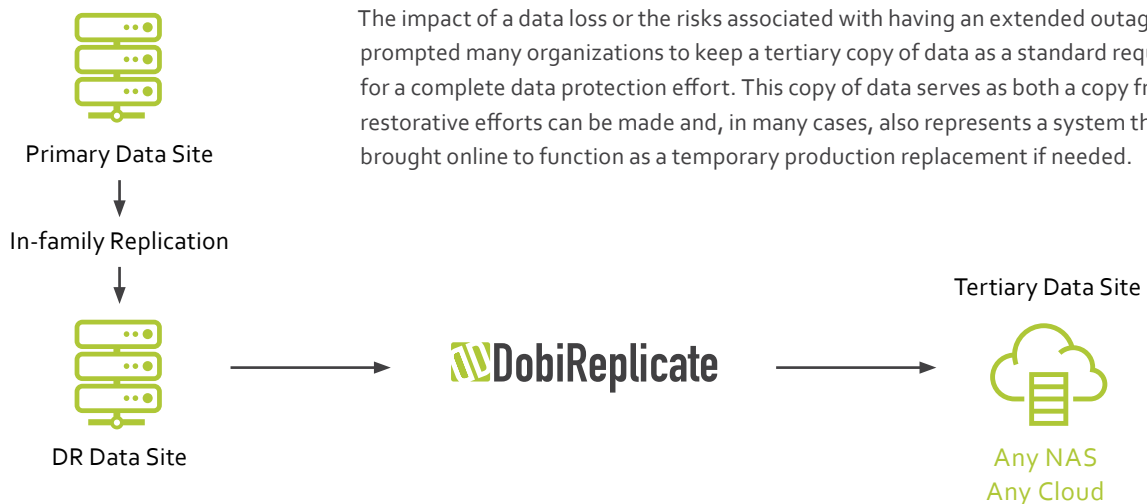 The impact of a data loss or the risks associated with having an extended
prompted many organizations to keep a tertiary copy of data as a standard
for a complete data protection effort. This copy of data serves as both a copy
restorative efforts can be made and, in many cases, also represents a system
brought online to function as a temporary production replacement if needed.
Primary Data Site
In-family Replication
DR Data Site
DobiReplicate
Tertiary Data Site
Any NAS
Any Cloud